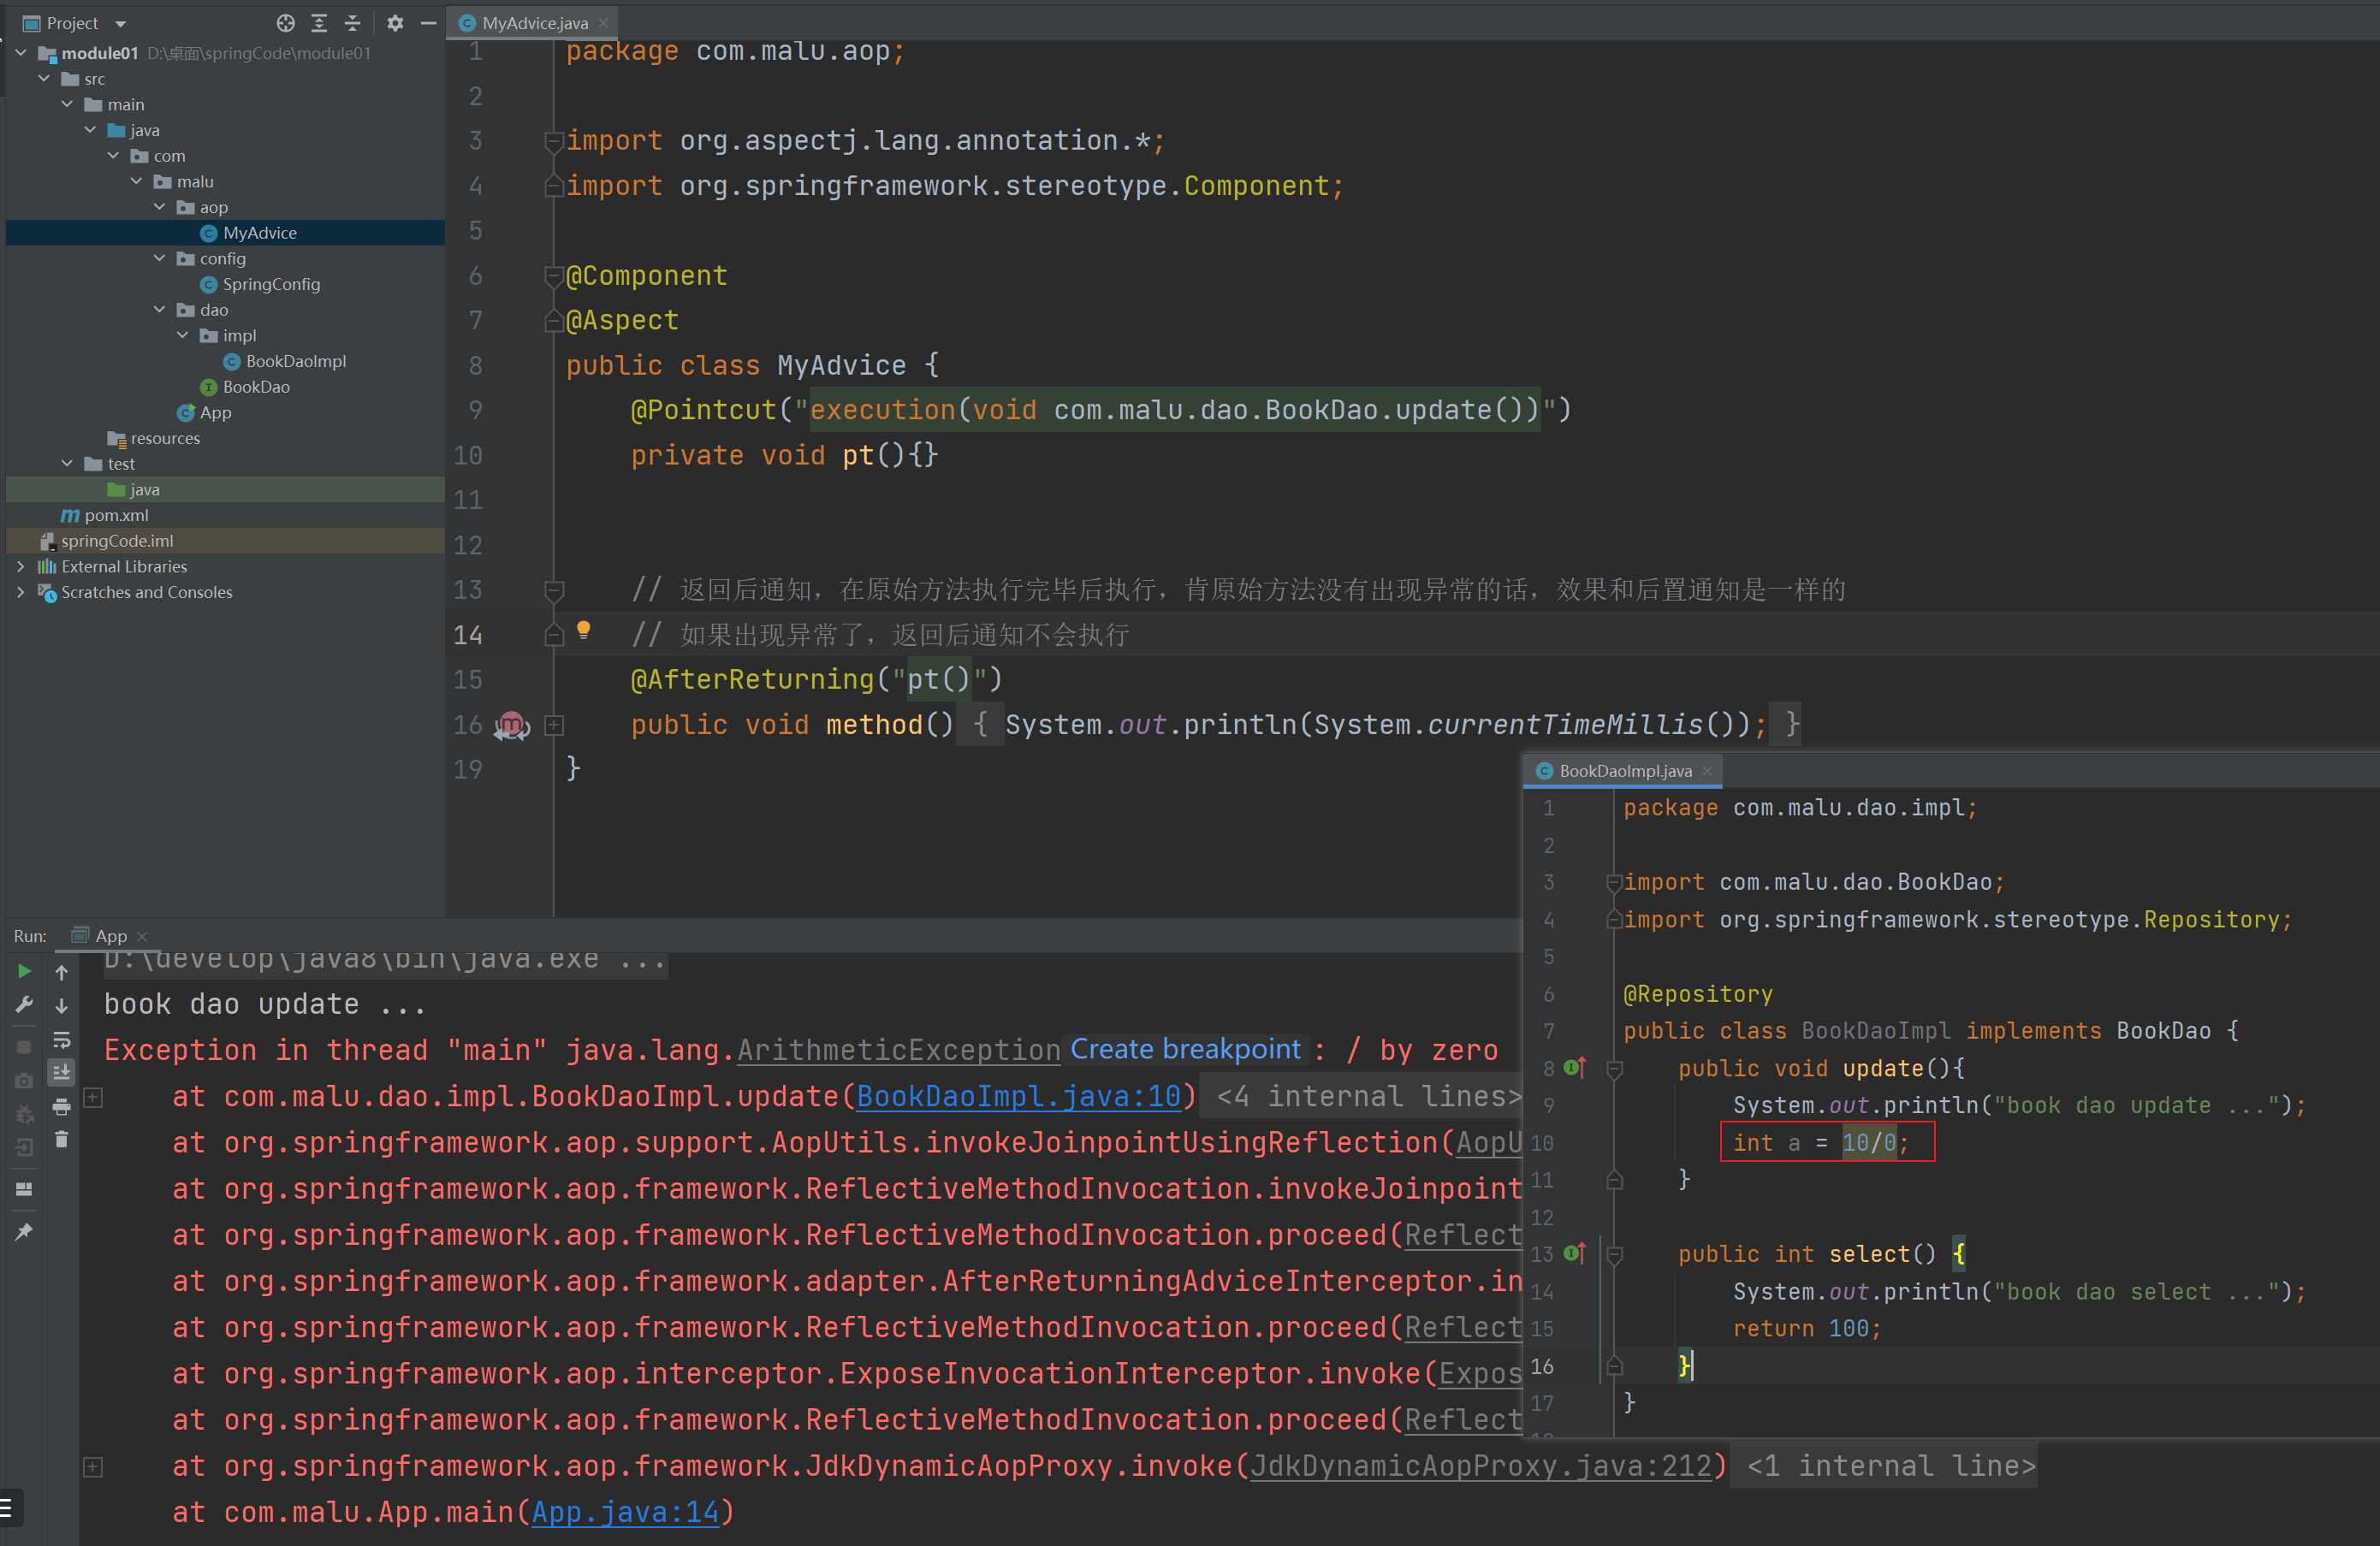 Project
module01 D:\桌面\springCode\module01
src
main
java
com
malu
aop
MyAdvice
config
SpringConfig
dao
impl
BookDaoImpl
BookDao
App
resources
test
java
pom.xml
springCode.iml
External Libraries
Scratches and Consoles
MyAdvice.java
1 package com.malu.aop;
2
3 import org.aspectj.lang.annotation.*;
4 import org.springframework.stereotype.Component;
5
6 @Component
7 @Aspect
8 public class MyAdvice {
9 @Pointcut("execution(void com.malu.dao.BookDao.update())")
10 private void pt(){}
11
12
13 // 返回后通知，在原始方法执行完毕后执行，肯原始方法没有出现异常的话，效果和后置通知是一样的
14 // 如果出现异常了，返回后通知不会执行
15 @AfterReturning("pt()")
16 public void method() { System.out.println(System.currentTimeMillis()); }
19 }
BookDaoImpl.java
1 package com.malu.dao.impl;
2
3 import com.malu.dao.BookDao;
4 import org.springframework.stereotype.Repository;
5
6 @Repository
7 public class BookDaoImpl implements BookDao {
8 public void update(){
9 System.out.println("book dao update ...");
10 int a = 10/0;
11 }
12
13 public int select() {
14 System.out.println("book dao select ...");
15 return 100;
16 }
17 }
Run: App
D:\develop\java8\bin\java.exe ...
book dao update ...
Exception in thread "main" java.lang.ArithmeticException Create breakpoint : / by zero
at com.malu.dao.impl.BookDaoImpl.update(BookDaoImpl.java:10) <4 internal lines>
at org.springframework.aop.support.AopUtils.invokeJoinpointUsingReflection(AopU
at org.springframework.aop.framework.ReflectiveMethodInvocation.invokeJoinpoint
at org.springframework.aop.framework.ReflectiveMethodInvocation.proceed(Reflect
at org.springframework.aop.framework.adapter.AfterReturningAdviceInterceptor.in
at org.springframework.aop.framework.ReflectiveMethodInvocation.proceed(Reflect
at org.springframework.aop.interceptor.ExposeInvocationInterceptor.invoke(Expos
at org.springframework.aop.framework.ReflectiveMethodInvocation.proceed(Reflect
at org.springframework.aop.framework.JdkDynamicAopProxy.invoke(JdkDynamicAopProxy.java:212) <1 internal line>
at com.malu.App.main(App.java:14)